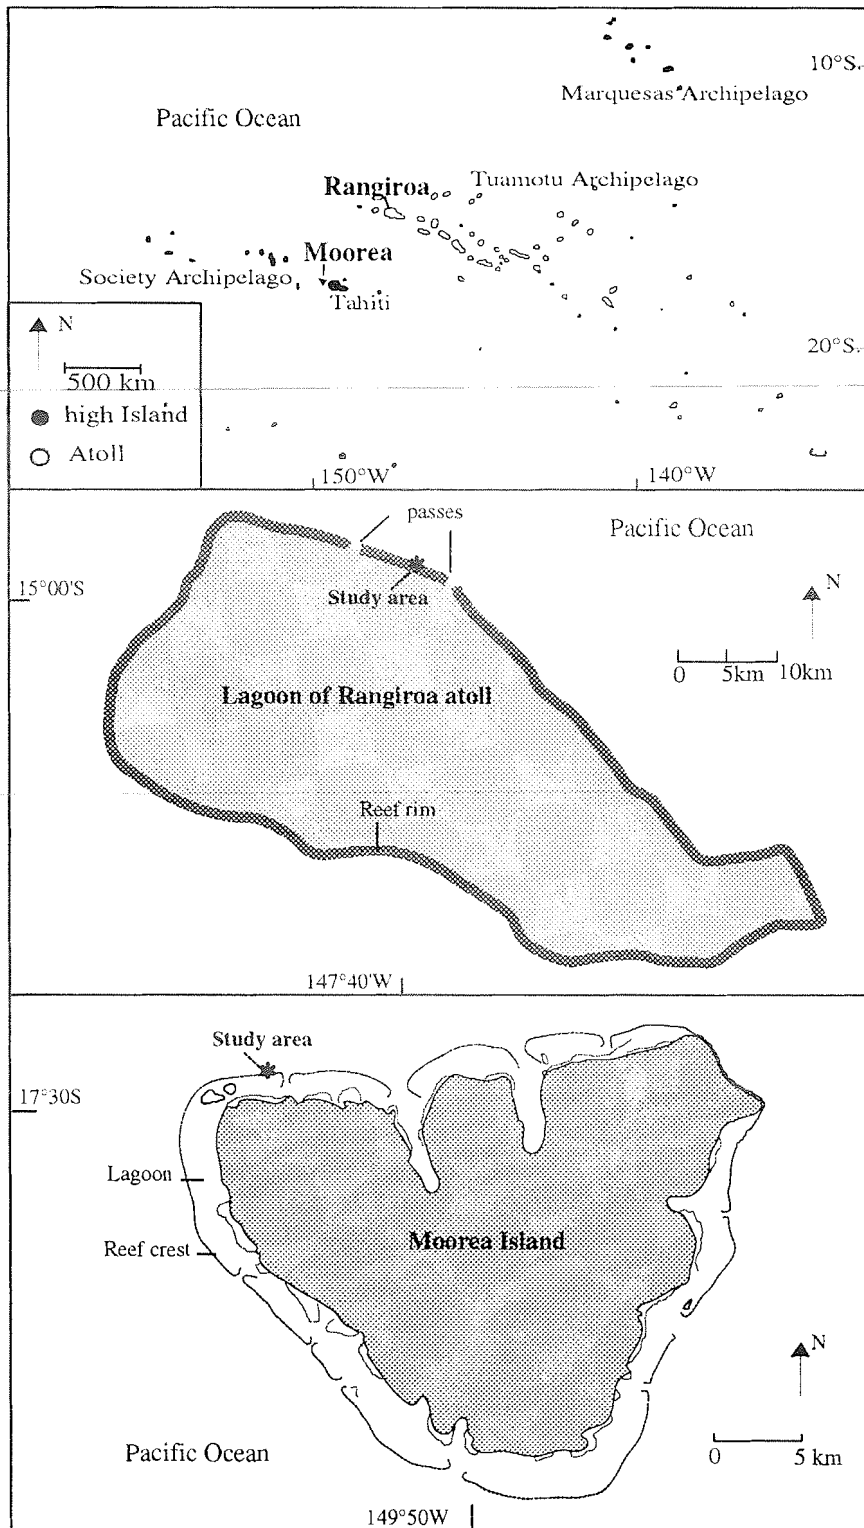 10°S.
Marquesas Archipelago
Pacific Ocean
Rangiroa
Tuamotu Archipelago
Moorea
Society Archipelago
Tahiti
N
20°S.
500 km
high Island
Atoll
150°W
140°W
passes
Pacific Ocean
15°00'S
Study area
N
0 5km 10km
Lagoon of Rangiroa atoll
Reef rim
147°40'W
Study area
17°30S
Lagoon
Reef crest
Moorea Island
N
Pacific Ocean
0 5 km
149°50W